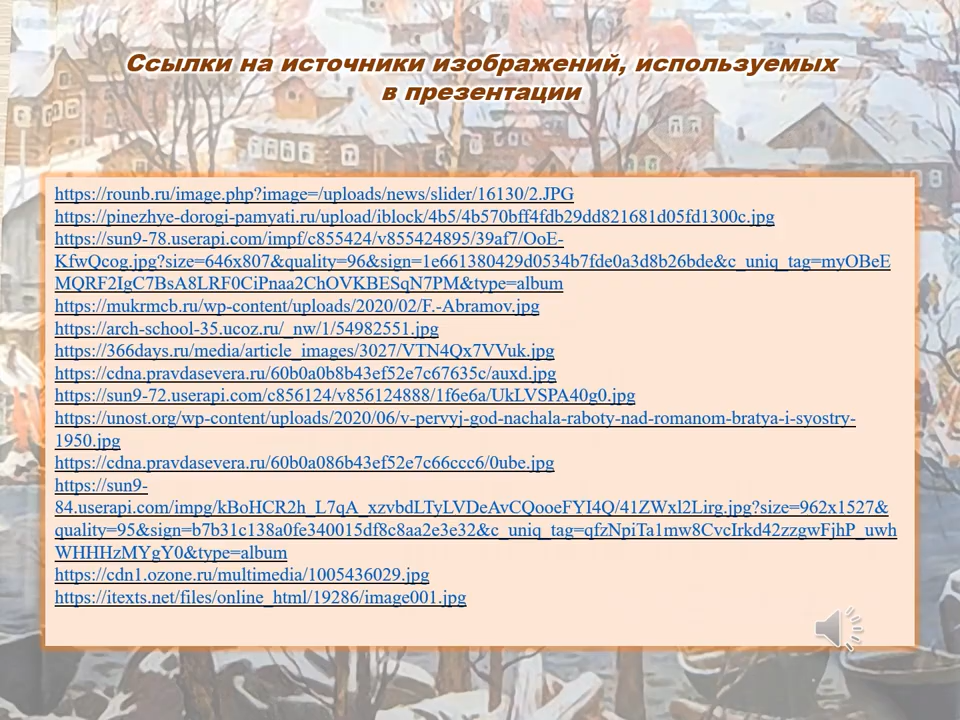 Ссылки на источники изображений, используемых
в презентации
https://rounb.ru/image.php?image=/uploads/news/slider/16130/2.JPG
https://pinezhye-dorogi-pamyati.ru/upload/iblock/4b5/4b570bff4fdb29dd821681d05fd1300c.jpg
https://sun9-78.userapi.com/impf/c855424/v855424895/39af7/OoE-
KfwQcog.jpg?size=646x807&quality=96&sign=1e661380429d0534b7fde0a3d8b26bde&c_uniq_tag=myOBeE
MQRF2IgC7BsA8LRF0CiPnaa2ChOVKBESqN7PM&type=album
https://mukrmcb.ru/wp-content/uploads/2020/02/F.-Abramov.jpg
https://arch-school-35.ucoz.ru/_nw/1/54982551.jpg
https://366days.ru/media/article_images/3027/VTN4Qx7VVuk.jpg
https://cdna.pravdasevera.ru/60b0a0b8b43ef52e7c67635c/auxd.jpg
https://sun9-72.userapi.com/c856124/v856124888/1f6e6a/UkLVSPA40g0.jpg
https://unost.org/wp-content/uploads/2020/06/v-pervyj-god-nachala-raboty-nad-romanom-bratya-i-syostry-
1950.jpg
https://cdna.pravdasevera.ru/60b0a086b43ef52e7c66ccc6/0ube.jpg
https://sun9-
84.userapi.com/impg/kBoHCR2h_L7qA_xzvbdLTyLVDeAvCQooeFYI4Q/41ZWxl2Lirg.jpg?size=962x1527&
quality=95&sign=b7b31c138a0fe340015df8c8aa2e3e32&c_uniq_tag=qfzNpiTa1mw8CvcIrkd42zzgwFjhP_uwh
WHHHzMYgY0&type=album
https://cdn1.ozone.ru/multimedia/1005436029.jpg
https://itexts.net/files/online_html/19286/image001.jpg